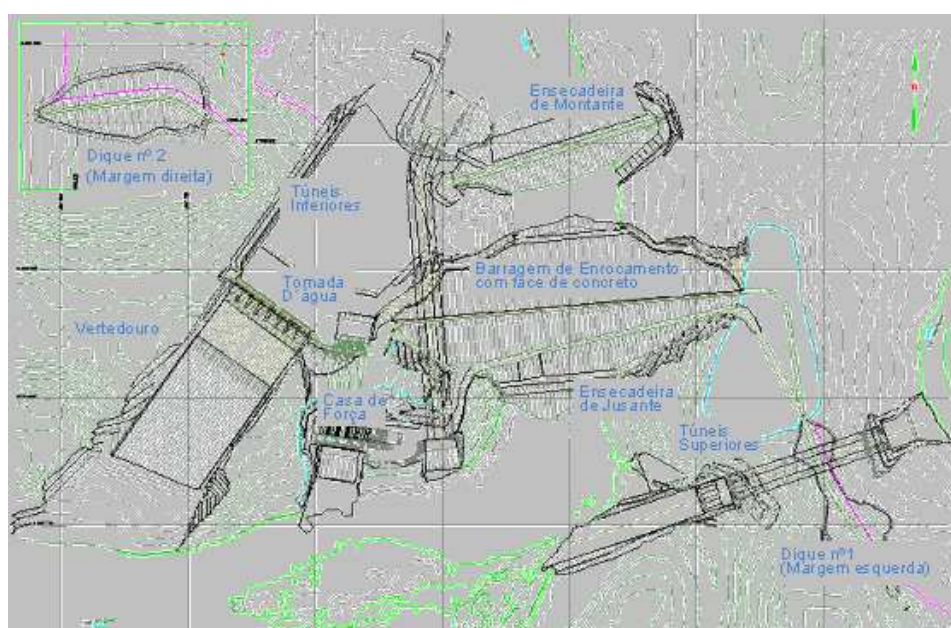 Ensecadeira
de Montante
Dique nº 2
(Margem direita)
Túneis
Inferiores
Tomada
D´água
Barragem de Enrocamento
com face de concreto
Vertedouro
Casa de
Força
Ensecadeira
de Jusante
Túneis
Superiores
Dique nº1
(Margem esquerda)